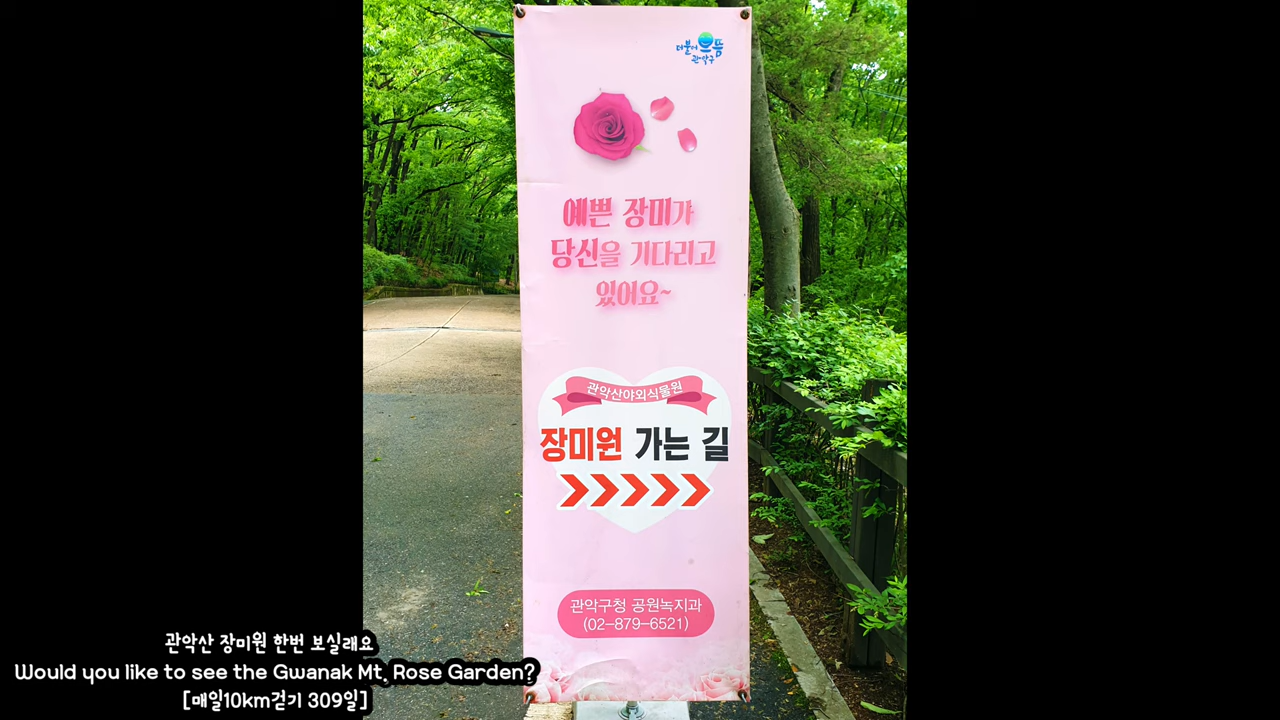 더불어 으뜸
관악구
예쁜 장미가
당신을 기다리고
있어요~
관악산야외식물원
장미원 가는 길
관악구청 공원녹지과
(02-879-6521)
관악산 장미원 한번 보실래요
Would you like to see the Gwanak Mt. Rose Garden?
[매일10km걷기 309일]